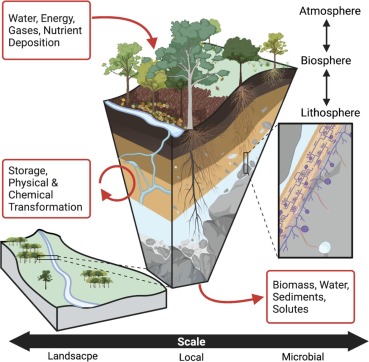 Water, Energy,
Gases, Nutrient
Deposition
Atmosphere
Biosphere
Lithosphere
Storage,
Physical &
Chemical
Transformation
Biomass, Water,
Sediments,
Solutes
Scale
Landsacpe
Local
Microbial